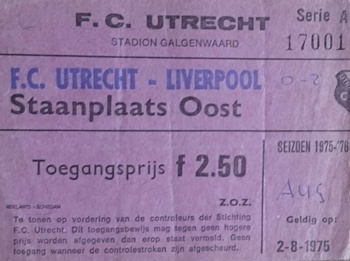 F.C. UTRECHT
Serie A
STADION GALGENWAARD
17001
F.C. UTRECHT - LIVERPOOL
0-2
Staanplaats Oost
SEIZOEN 1975-'76
Toegangsprijs f 2.50
Aug
Z.O.Z.
Te tonen op vordering van de controleurs der Stichting
F.C. Utrecht. Dit toegangsbewijs mag tegen geen hogere
prijs worden afgegeven dan erop staat vermeld. Geen
toegang wanneer de controlestroken zijn afgescheurd.
Geldig op:
2-8-1975